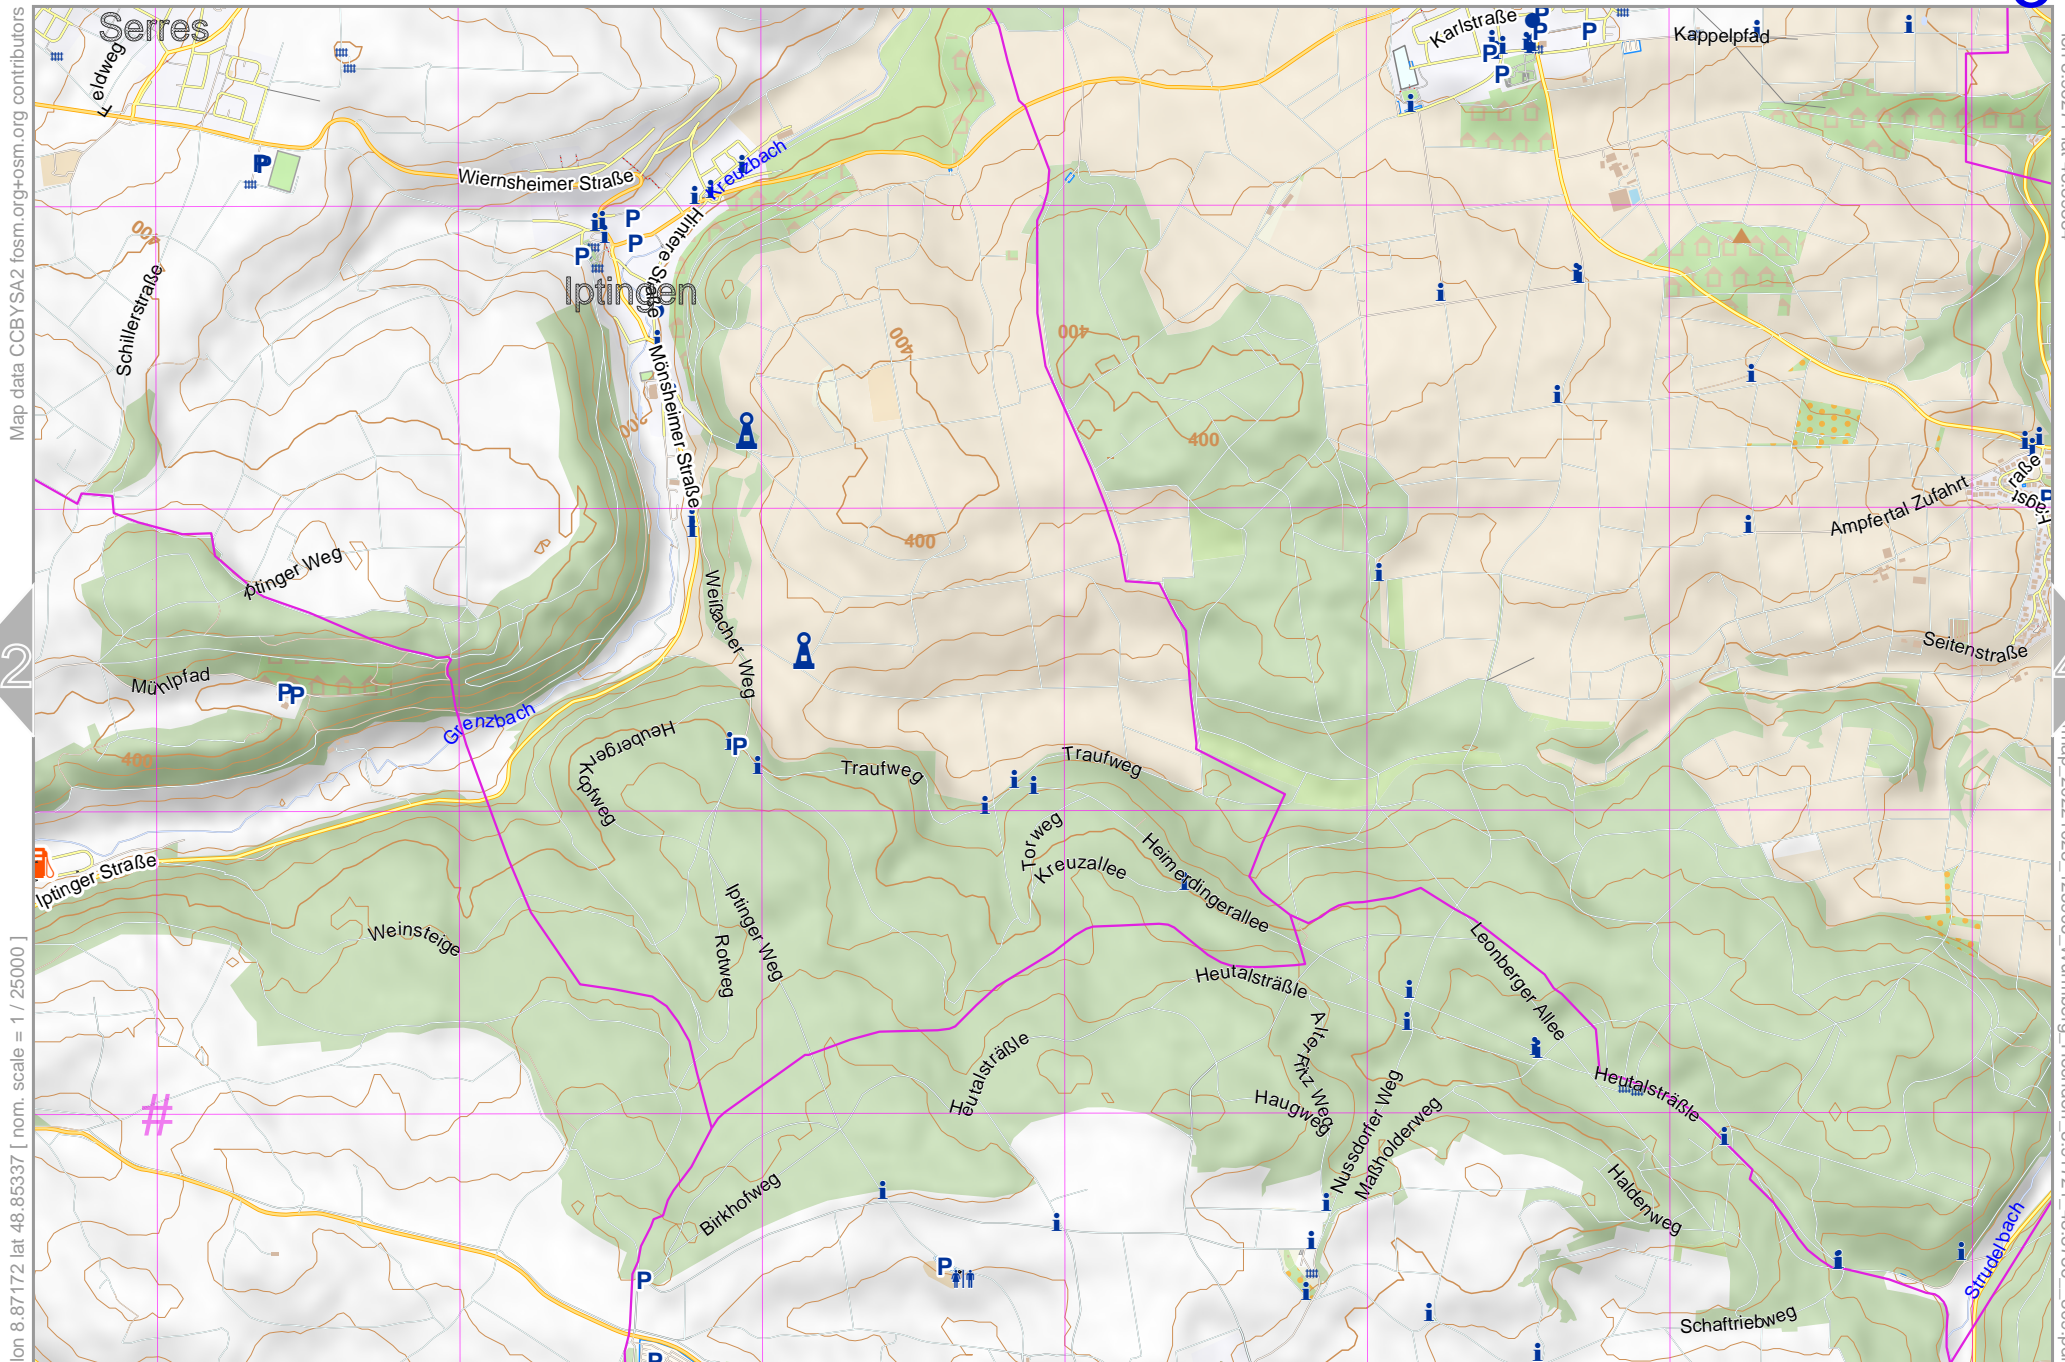 Serres
Feldweg
Karlstraße
Kappelpfad
Map data CCBYSA2 fosm.org+osm.org contributors
Wiernsheimer Straße
Kreuzbach
400
Hintere Straße
Schillerstraße
Iptingen
400
400
Mönsheimer Straße
400
Ampfertal Zufahrt
400
Iptinger Weg
Weißacher Weg
Seitenstraße
2
Mühlpfad
Grenzbach
400
Heuberger
Kopfweg
Traufweg
Traufweg
Torweg
Kreuzallee
Heimerdingerallee
Iptinger Straße
Weinsteige
Iptinger Weg
Rotweg
Heutalsträßle
Leonberger Allee
Alter Fritz Weg
Heutalsträßle
Heutalsträßle
Haugweg
Nussdorfer Weg
Maßholderweg
#
Birkhofweg
Haldenweg
Strudelbach
Schaftriebweg
lon 8.87172 lat 48.85337 [ nom. scale = 1 / 25000 ]